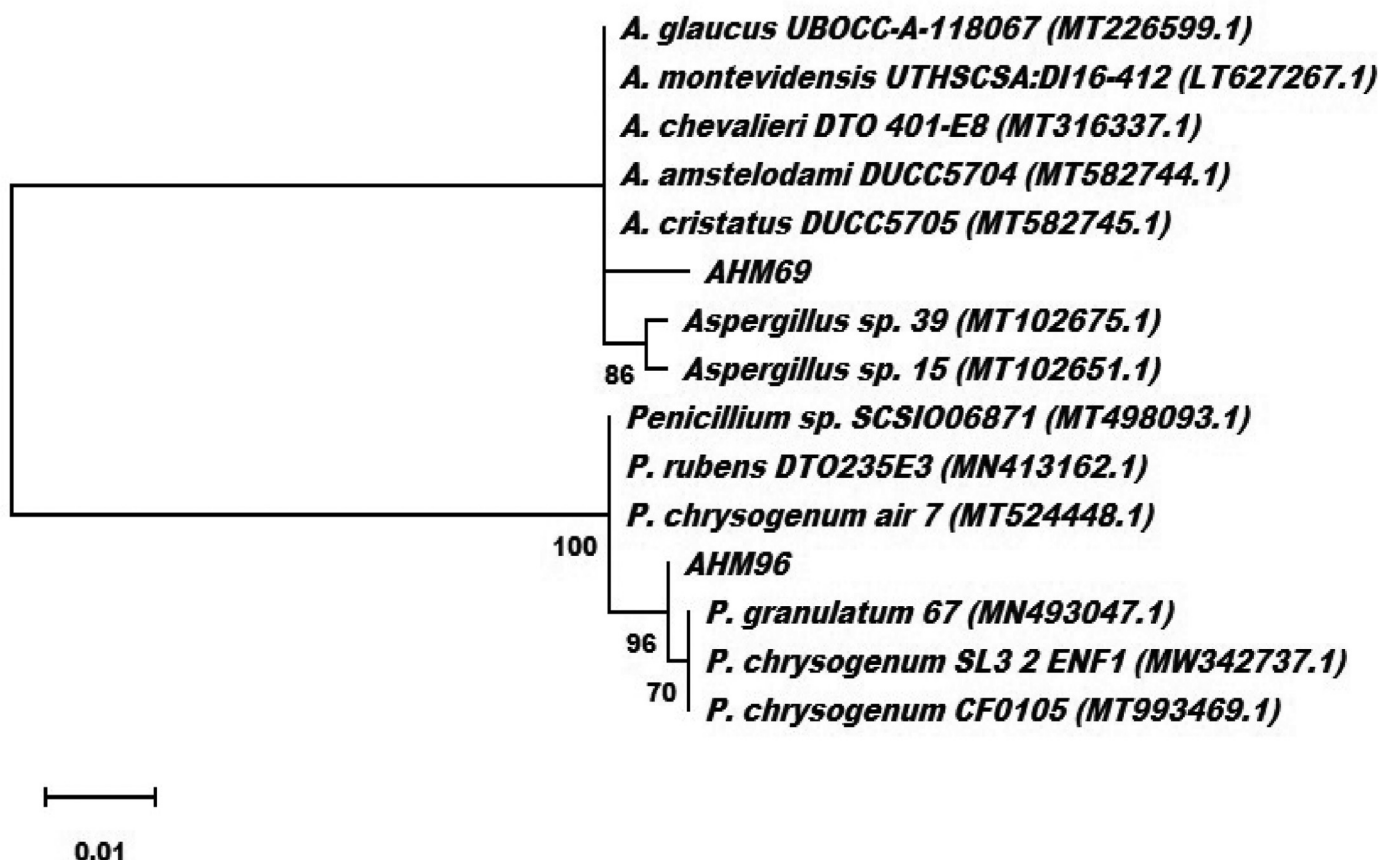 A. glaucus UBOCC-A-118067 (MT226599.1)
A. montevidensis UTHSCSA:DI16-412 (LT627267.1)
A. chevalieri DTO 401-E8 (MT316337.1)
A. amstelodami DUCC5704 (MT582744.1)
A. cristatus DUCC5705 (MT582745.1)
AHM69
Aspergillus sp. 39 (MT102675.1)
Aspergillus sp. 15 (MT102651.1)
86
Penicillium sp. SCSIO06871 (MT498093.1)
P. rubens DTO235E3 (MN413162.1)
P. chrysogenum air 7 (MT524448.1)
100
AHM96
P. granulatum 67 (MN493047.1)
96
P. chrysogenum SL3 2 ENF1 (MW342737.1)
70
P. chrysogenum CF0105 (MT993469.1)
0.01